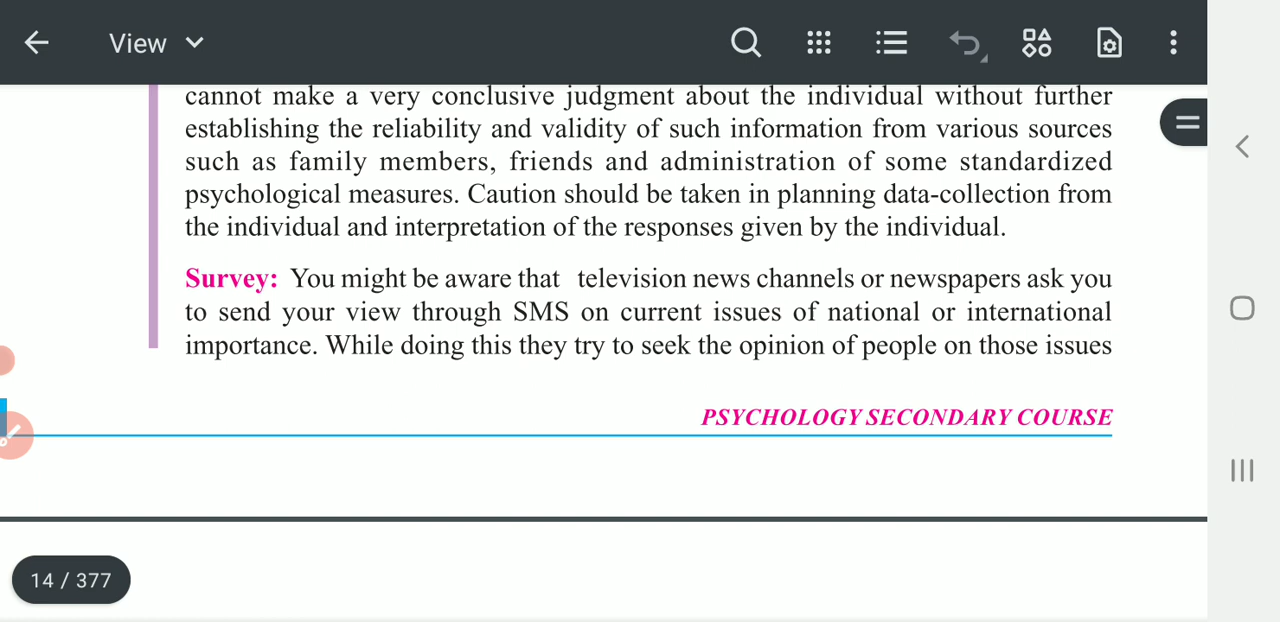 View
cannot make a very conclusive judgment about the individual without further
establishing the reliability and validity of such information from various sources
such as family members, friends and administration of some standardized
psychological measures. Caution should be taken in planning data-collection from
the individual and interpretation of the responses given by the individual.
Survey: You might be aware that television news channels or newspapers ask you
to send your view through SMS on current issues of national or international
importance. While doing this they try to seek the opinion of people on those issues
PSYCHOLOGY SECONDARY COURSE
14 / 377